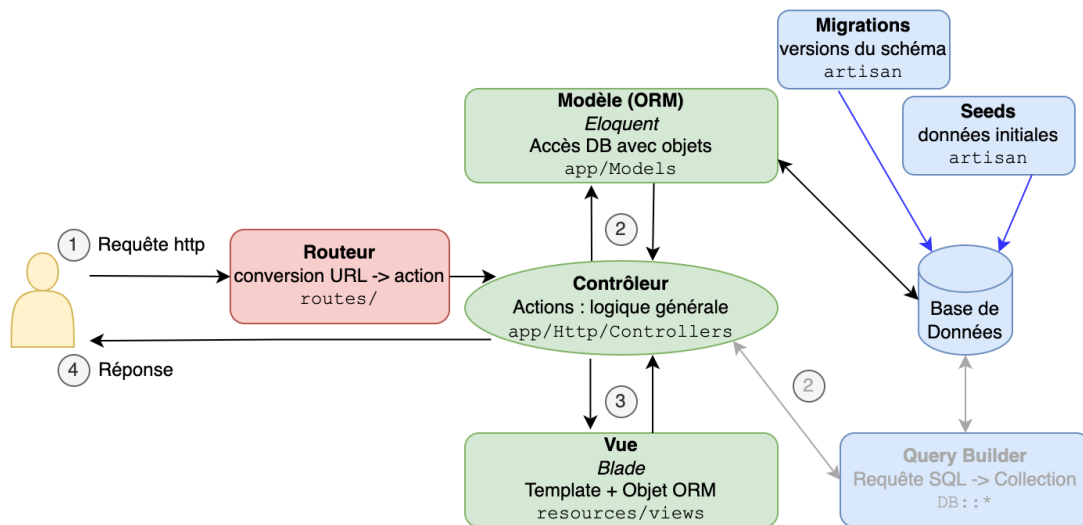 Migrations
versions du schéma
artisan
Seeds
données initiales
artisan
Modèle (ORM)
Eloquent
Accès DB avec objets
app/Models
1 Requête http
2
Routeur
conversion URL -> action
routes/
Contrôleur
Actions : logique générale
app/Http/Controllers
Base de
Données
4 Réponse
3
2
Vue
Blade
Template + Objet ORM
resources/views
Query Builder
Requête SQL -> Collection
DB::*